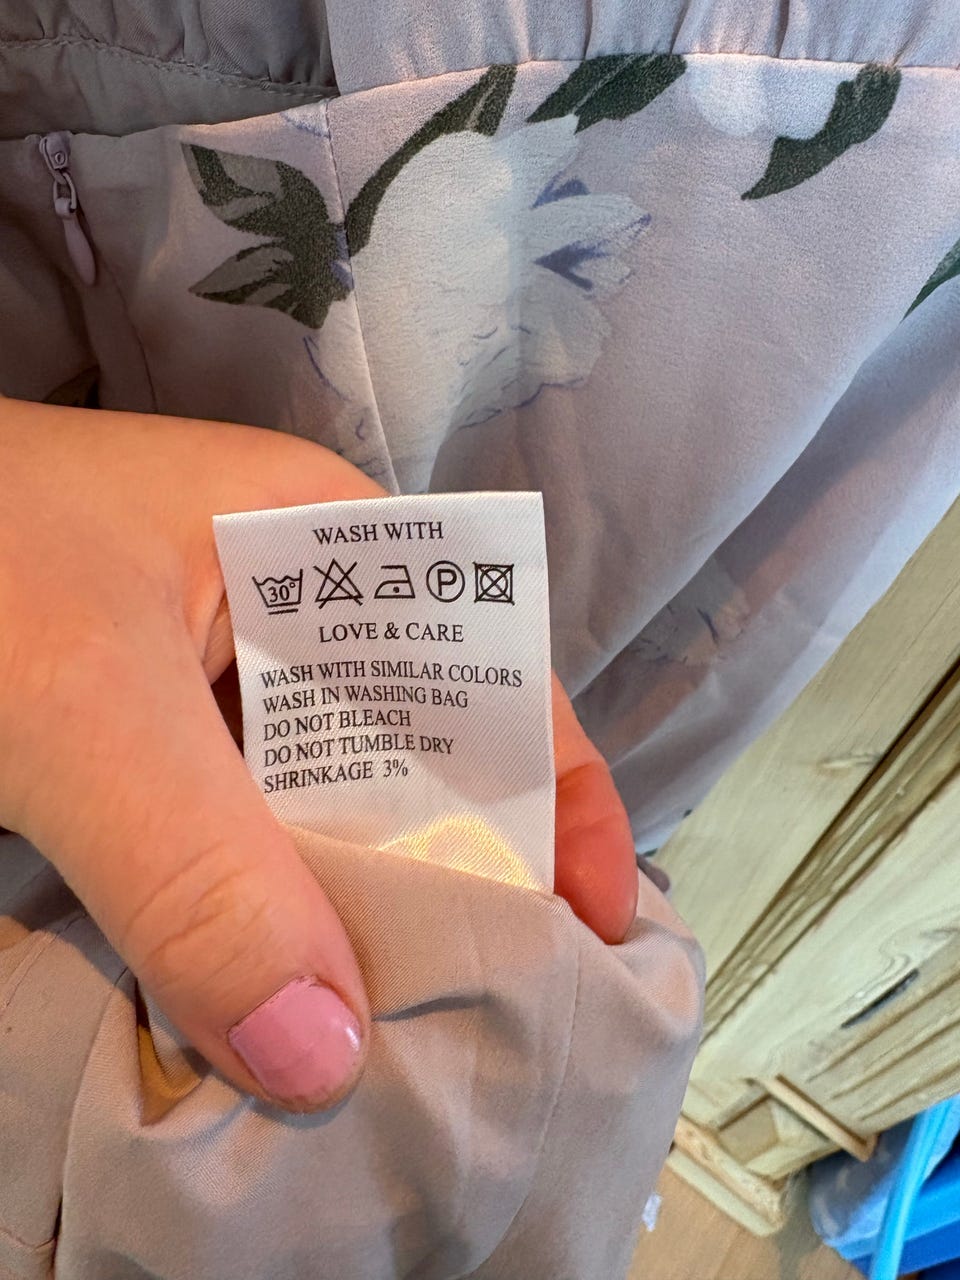 WASH WITH
30° P
LOVE & CARE
WASH WITH SIMILAR COLORS
WASH IN WASHING BAG
DO NOT BLEACH
DO NOT TUMBLE DRY
SHRINKAGE 3%